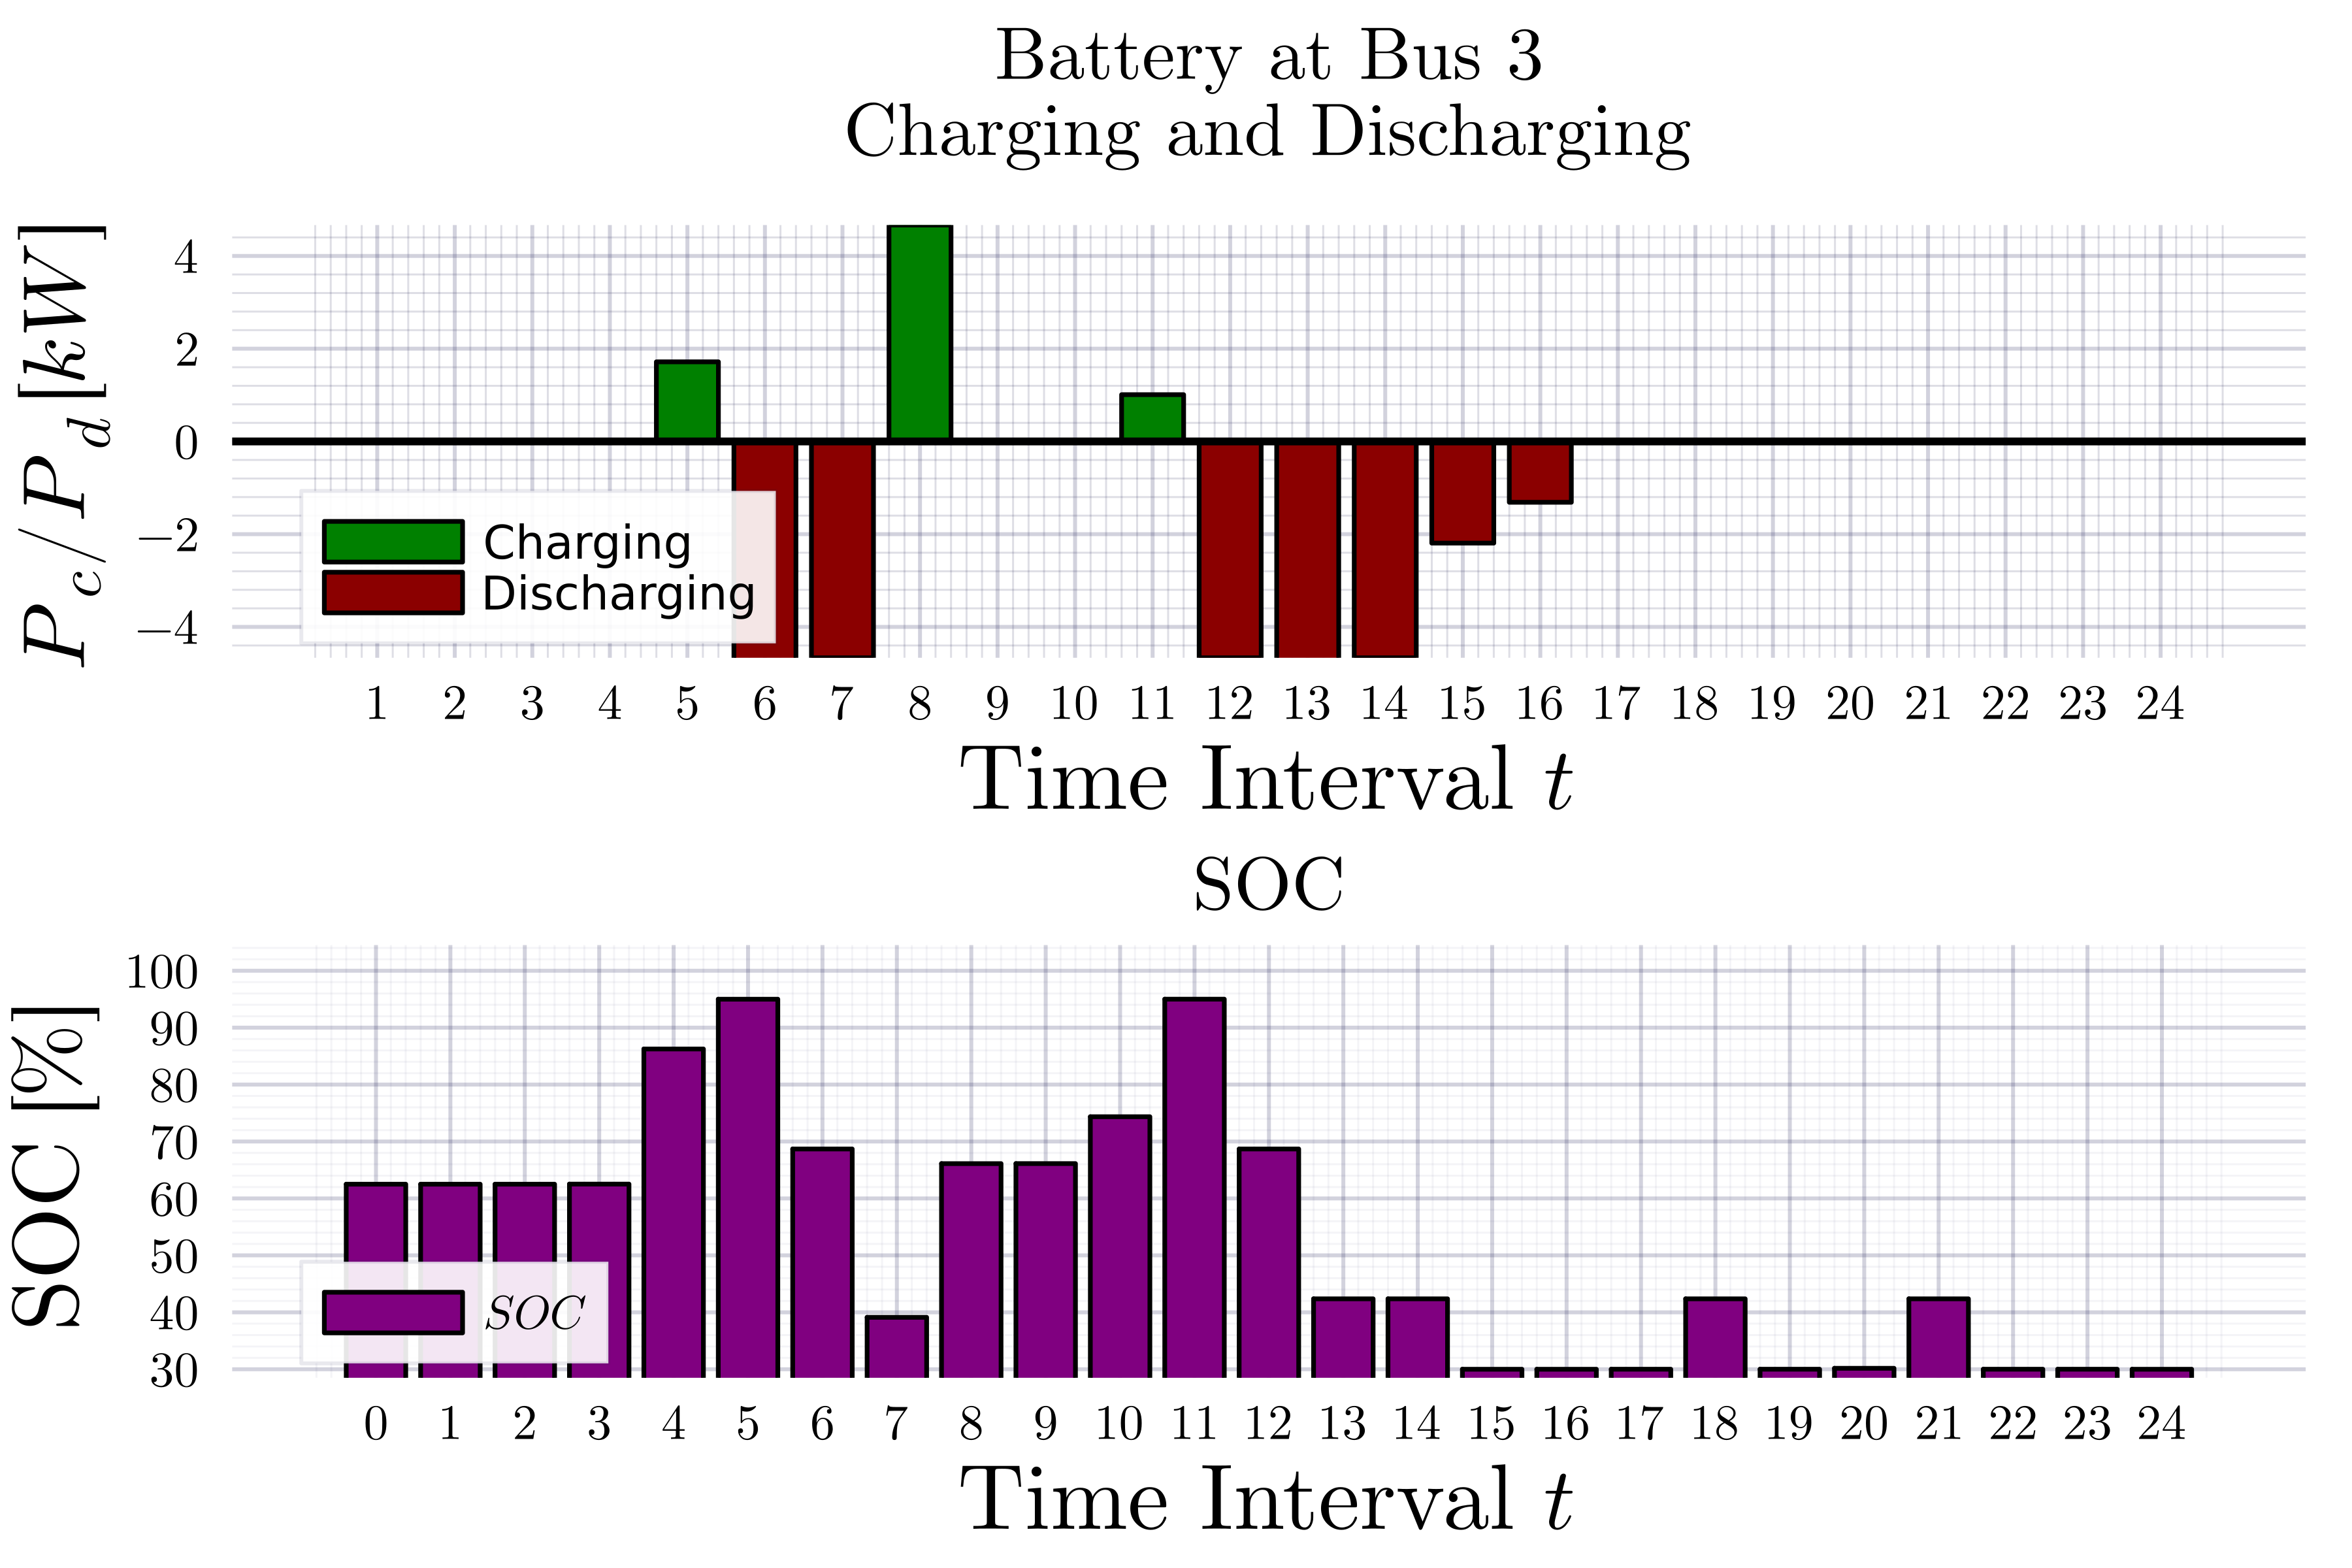 Battery at Bus 3
Charging and Discharging
P_c/P_d [kW]
4
2
0
−2
−4
Charging
Discharging
1 2 3 4 5 6 7 8 9 10 11 12 13 14 15 16 17 18 19 20 21 22 23 24
Time Interval t
SOC
SOC [%]
100
90
80
70
60
50
40
30
SOC
0 1 2 3 4 5 6 7 8 9 10 11 12 13 14 15 16 17 18 19 20 21 22 23 24
Time Interval t